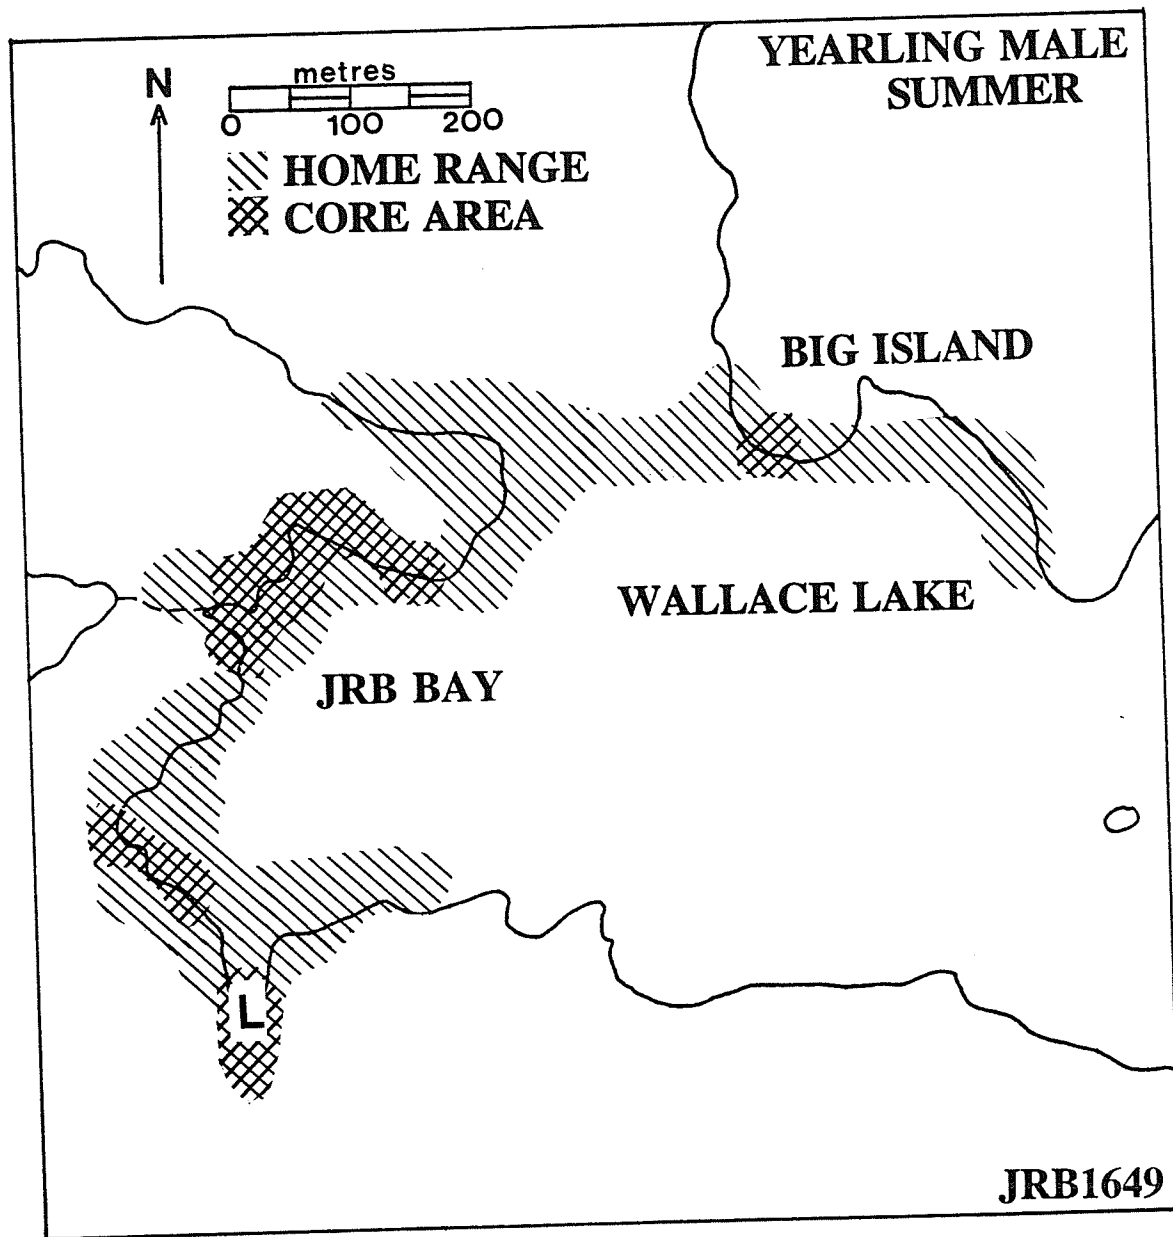 YEARLING MALE
SUMMER
N
metres
0 100 200
HOME RANGE
CORE AREA
BIG ISLAND
WALLACE LAKE
JRB BAY
L
JRB1649